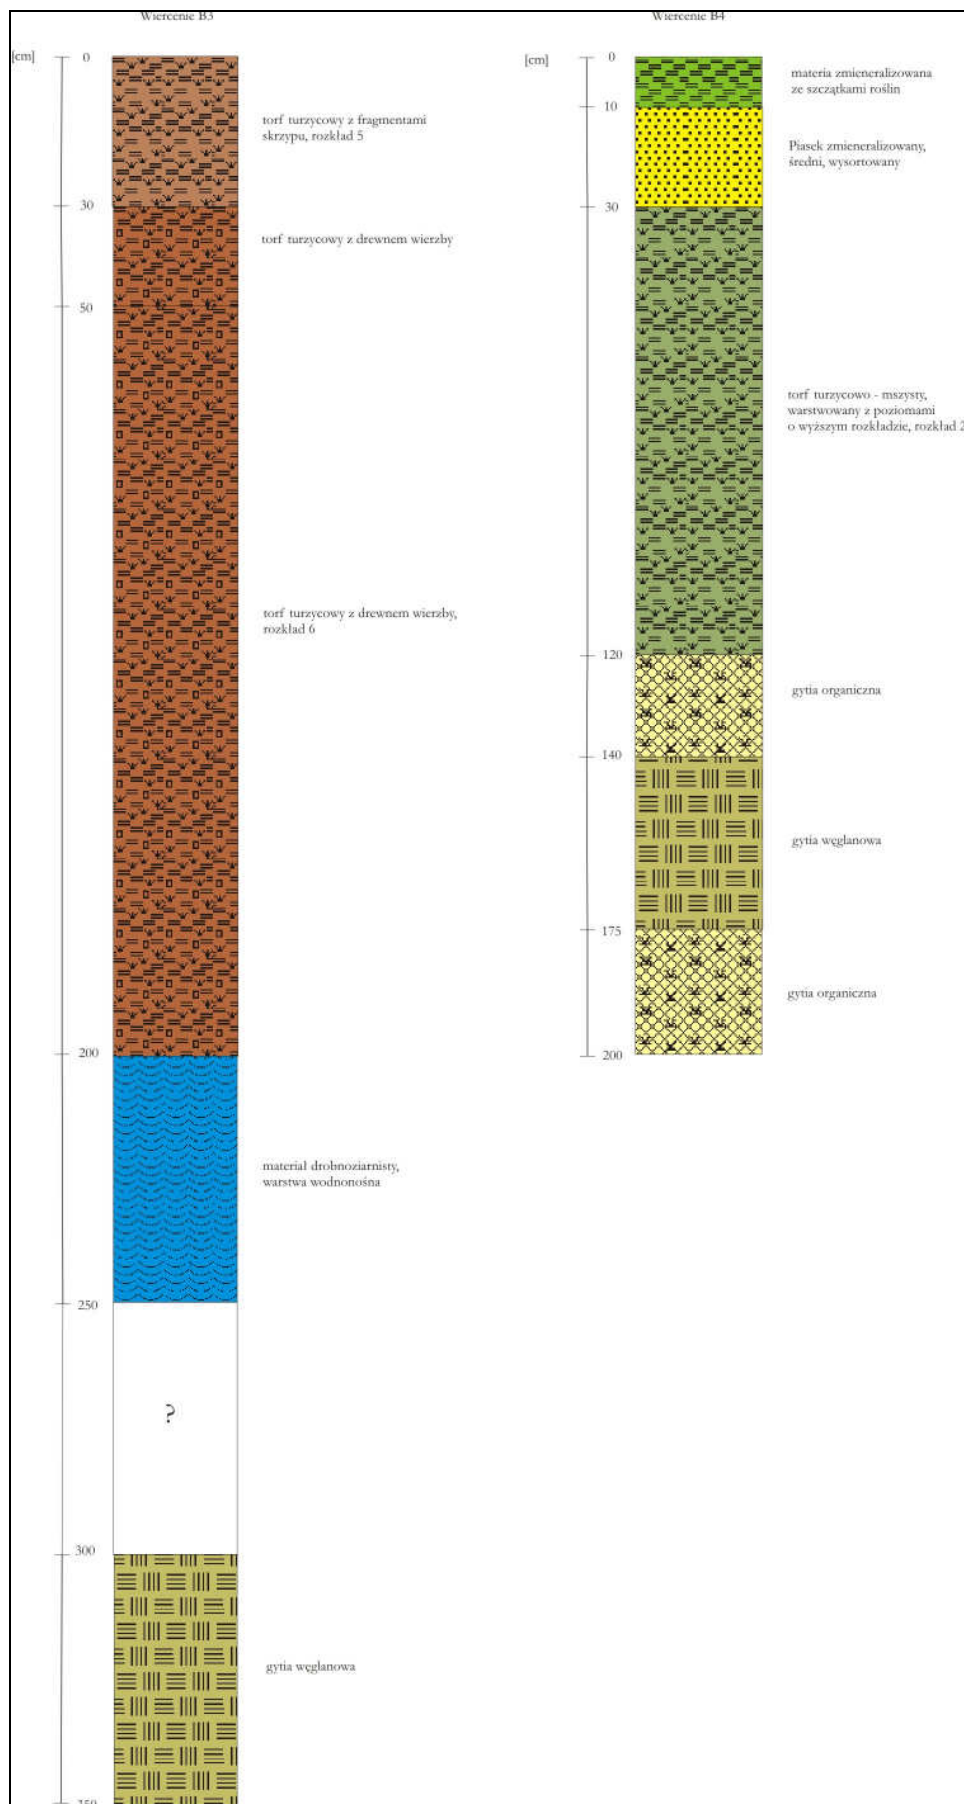 Wiercenie B3
[cm]
0
torf turzycowy z fragmentami
skrzypu, rozkład 5
30
torf turzycowy z drewnem wierzby
50
torf turzycowy z drewnem wierzby,
rozkład 6
200
materiał drobnoziarnisty,
warstwa wodnonośna
250
?
300
gytia węglanowa
350
Wiercenie B4
[cm]
0
materia zmieneralizowana
ze szczątkami roślin
10
Piasek zmieneralizowany,
średni, wysortowany
30
torf turzycowo - mszysty,
warstwowany z poziomami
o wyższym rozkładzie, rozkład 2
120
gytia organiczna
140
gytia węglanowa
175
gytia organiczna
200